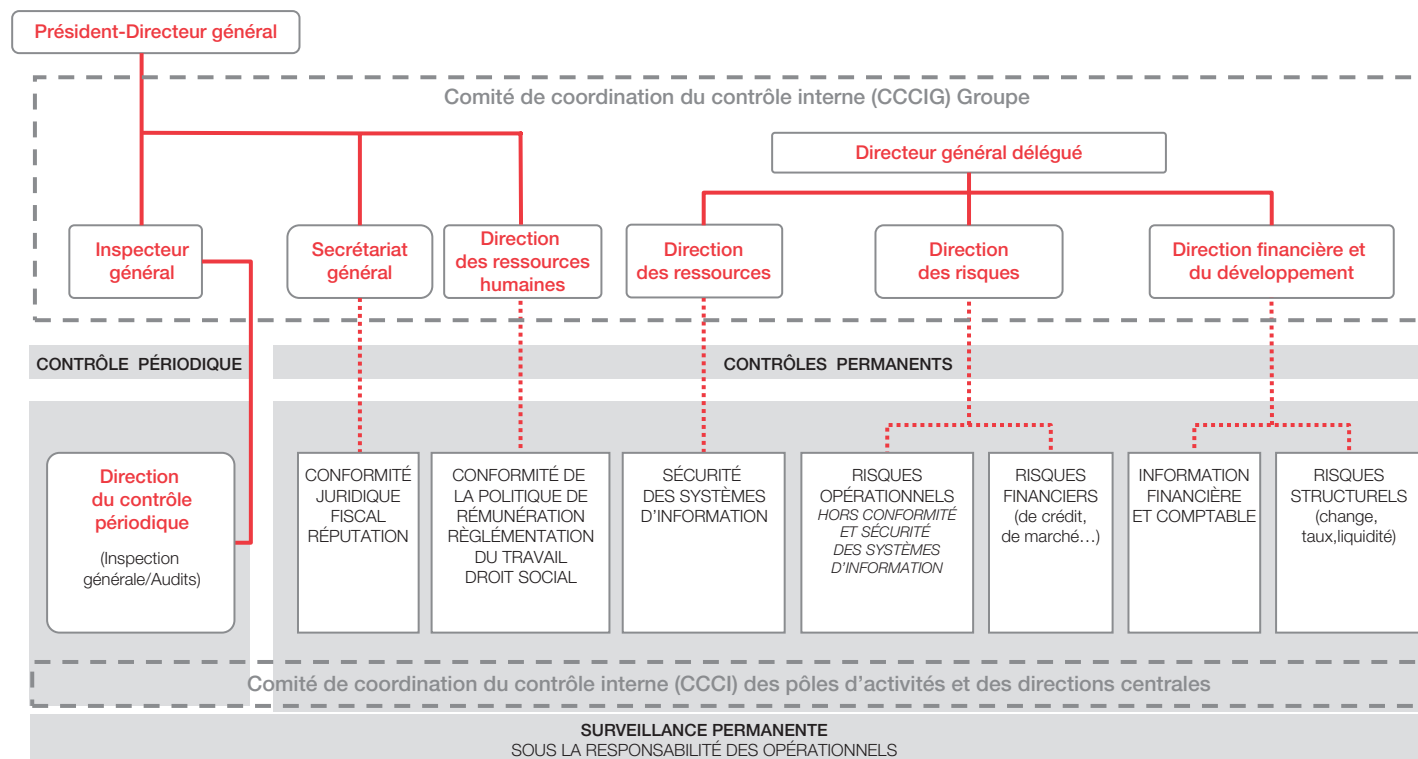 Président-Directeur général
Comité de coordination du contrôle interne (CCCIG) Groupe
Directeur général délégué
Inspecteur
général
Secrétariat
général
Direction
des ressources
humaines
Direction
des ressources
Direction
des risques
Direction financière et
du développement
CONTRÔLE PÉRIODIQUE
CONTRÔLES PERMANENTS
Direction
du contrôle
périodique
(Inspection
générale/Audits)
CONFORMITÉ
JURIDIQUE
FISCAL
RÉPUTATION
CONFORMITÉ DE
LA POLITIQUE DE
RÉMUNÉRATION
RÈGLÉMENTATION
DU TRAVAIL
DROIT SOCIAL
SÉCURITÉ
DES SYSTÈMES
D'INFORMATION
RISQUES
OPÉRATIONNELS
HORS CONFORMITÉ
ET SÉCURITÉ
DES SYSTÈMES
D'INFORMATION
RISQUES
FINANCIERS
(de crédit,
de marché…)
INFORMATION
FINANCIÈRE
ET COMPTABLE
RISQUES
STRUCTURELS
(change,
taux,liquidité)
Comité de coordination du contrôle interne (CCCI) des pôles d'activités et des directions centrales
SURVEILLANCE PERMANENTE
SOUS LA RESPONSABILITÉ DES OPÉRATIONNELS